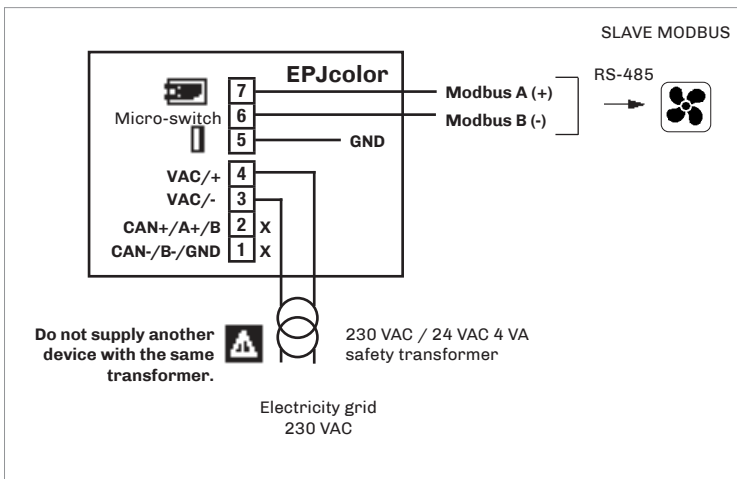 SLAVE MODBUS
EPJcolor
RS-485
7
Modbus A (+)
Micro-switch
6
Modbus B (-)
5
GND
VAC/+
4
VAC/-
3
CAN+/A+/B
2
X
CAN-/B-/GND
1
X
Do not supply another
device with the same
transformer.
230 VAC / 24 VAC 4 VA
safety transformer
Electricity grid
230 VAC